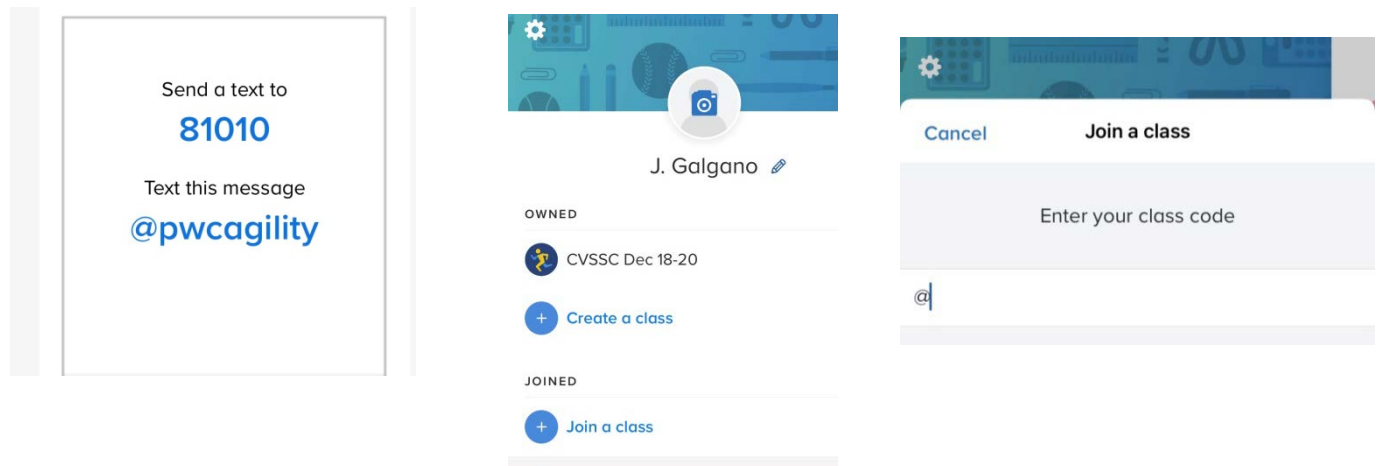 Send a text to
81010
Text this message
@pwcagility
J. Galgano
OWNED
CVSSC Dec 18-20
Create a class
JOINED
Join a class
Cancel
Join a class
Enter your class code
@